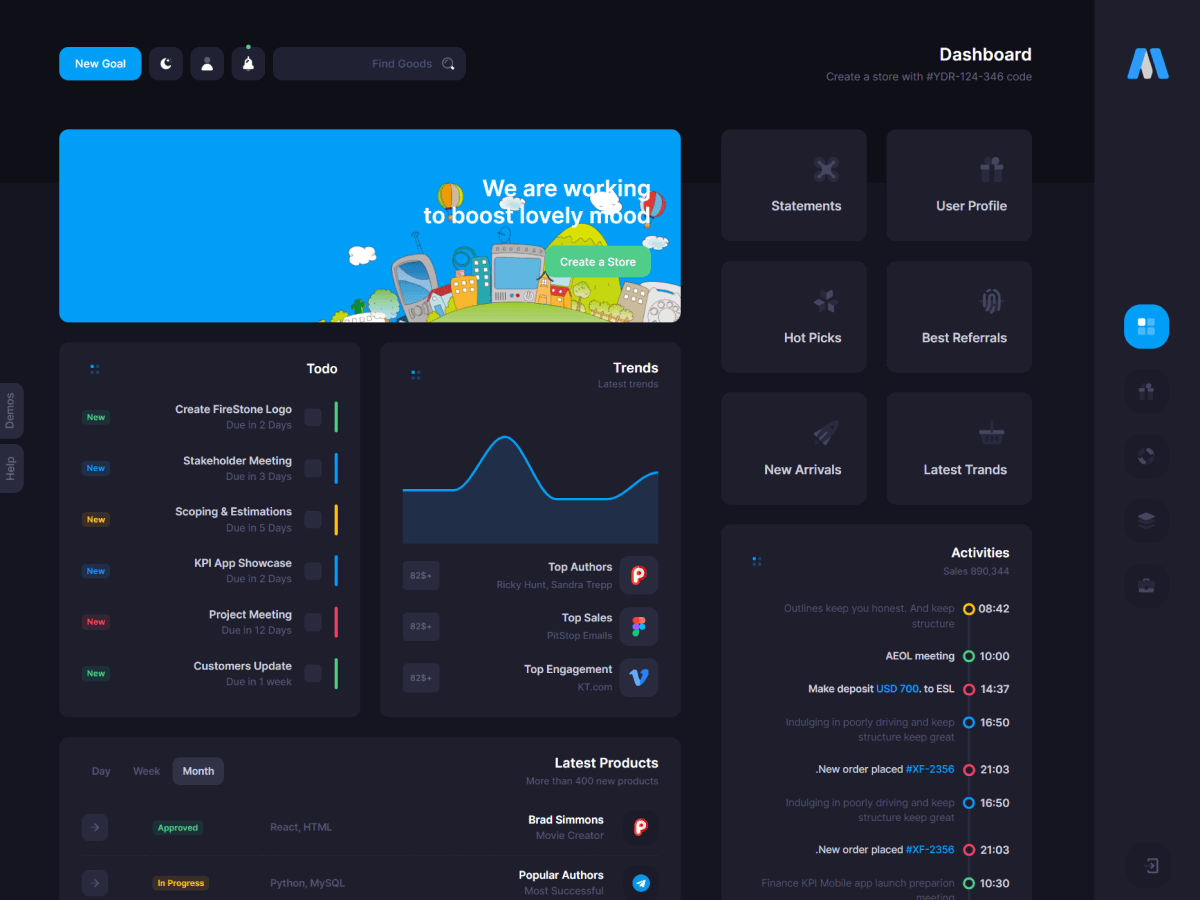 New Goal
Find Goods
Dashboard
Create a store with #YDR-124-346 code
We are working
to boost lovely mood
Create a Store
Statements
User Profile
Hot Picks
Best Referrals
New Arrivals
Latest Trands
Demos
Help
Todo
New
Create FireStone Logo
Due in 2 Days
New
Stakeholder Meeting
Due in 3 Days
New
Scoping & Estimations
Due in 5 Days
New
KPI App Showcase
Due in 2 Days
New
Project Meeting
Due in 12 Days
New
Customers Update
Due in 1 week
Trends
Latest trends
82$+
Top Authors
Ricky Hunt, Sandra Trepp
82$+
Top Sales
PitStop Emails
82$+
Top Engagement
KT.com
Activities
Sales 890,344
Outlines keep you honest. And keep
structure
08:42
AEOL meeting
10:00
Make deposit USD 700. to ESL
14:37
Indulging in poorly driving and keep
structure keep great
16:50
.New order placed #XF-2356
21:03
Indulging in poorly driving and keep
structure keep great
16:50
.New order placed #XF-2356
21:03
Finance KPI Mobile app launch preparion
meeting
10:30
Day
Week
Month
Latest Products
More than 400 new products
Approved
React, HTML
Brad Simmons
Movie Creator
In Progress
Python, MySQL
Popular Authors
Most Successful